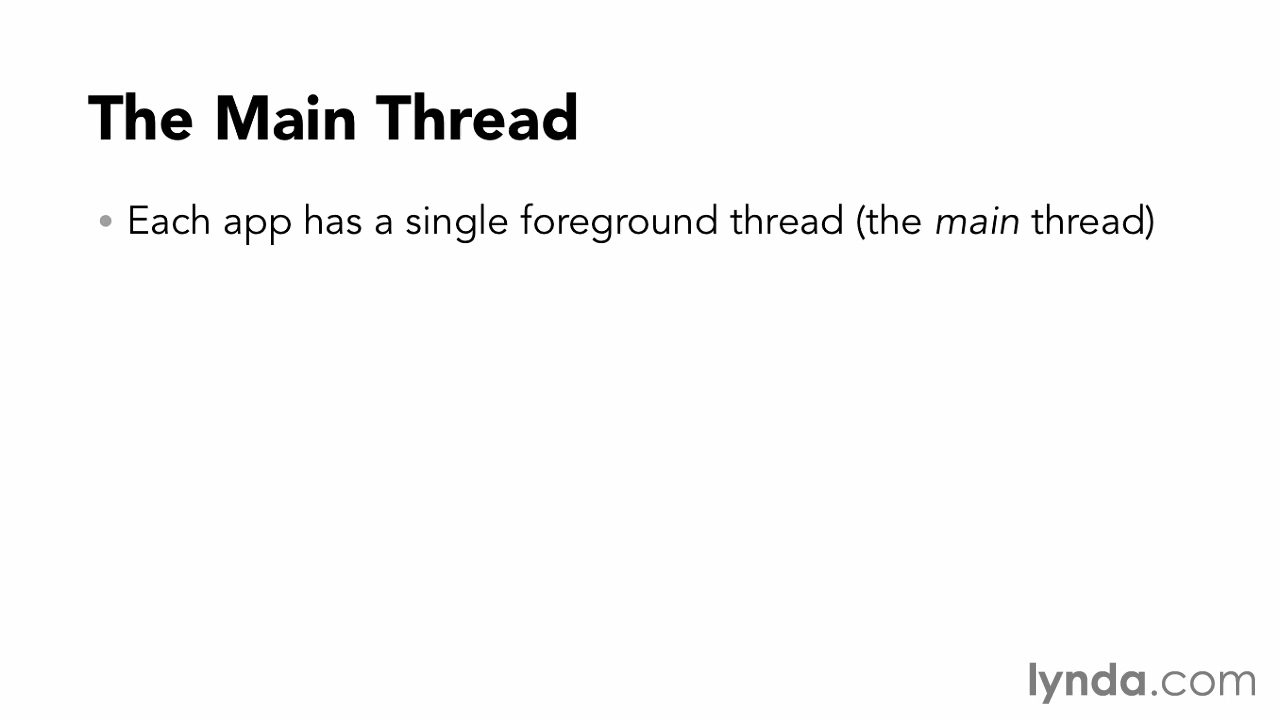 The Main Thread
• Each app has a single foreground thread (the main thread)
lynda.com